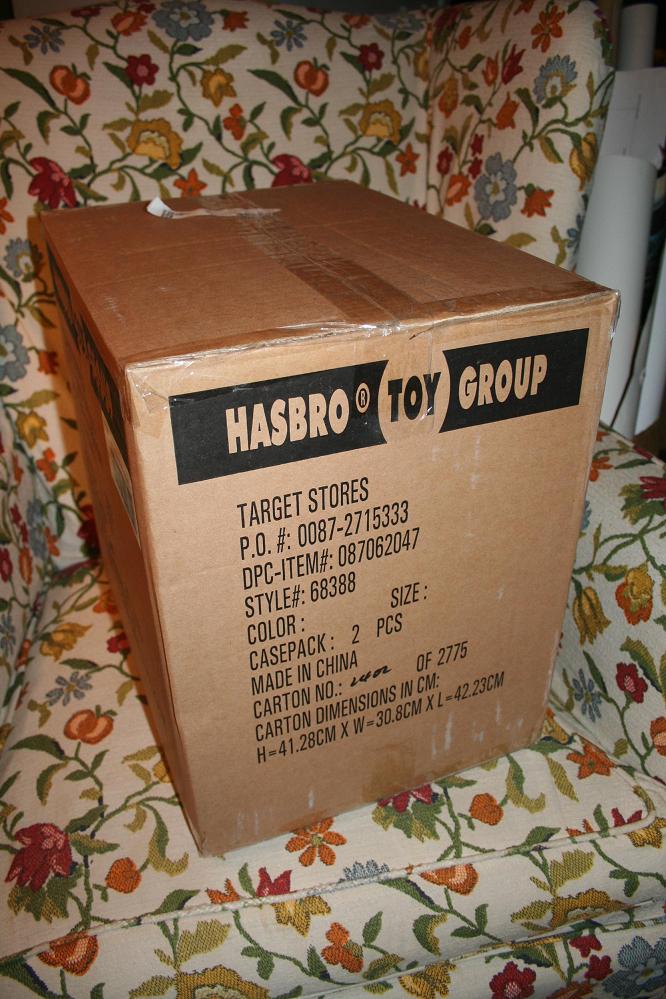 HASBRO® TOY GROUP
TARGET STORES
P.O. #: 0087-2715333
DPC-ITEM#: 087062047
STYLE#: 68388
COLOR : SIZE :
CASEPACK : 2 PCS
MADE IN CHINA
CARTON NO.: OF 2775
CARTON DIMENSIONS IN CM:
H=41.28CM X W=30.8CM X L=42.23CM